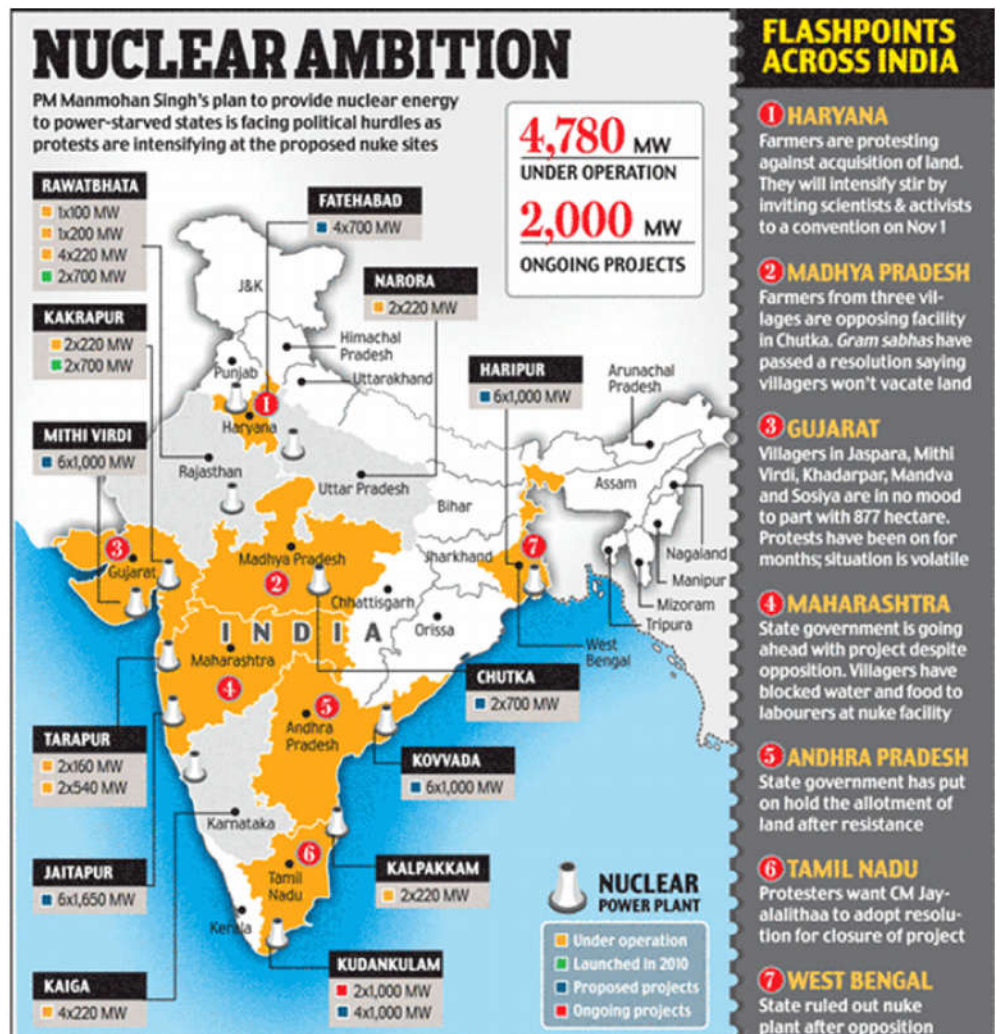 NUCLEAR AMBITION
PM Manmohan Singh's plan to provide nuclear energy
to power-starved states is facing political hurdles as
protests are intensifying at the proposed nuke sites
4,780 MW
UNDER OPERATION
2,000 MW
ONGOING PROJECTS
RAWATBHATA
1x100 MW
1x200 MW
4x220 MW
2x700 MW
FATEHABAD
4x700 MW
NARORA
2x220 MW
KAKRAPUR
2x220 MW
2x700 MW
HARIPUR
6x1,000 MW
MITHI VIRDI
6x1,000 MW
J&K
Himachal
Pradesh
Punjab
Uttarakhand
Arunachal
Pradesh
1
Haryana
Rajasthan
Uttar Pradesh
Assam
Bihar
Nagaland
3
Gujarat
Madhya Pradesh
2
Jharkhand
7
Manipur
Chhattisgarh
Mizoram
Tripura
INDIA
Orissa
West
Bengal
Maharashtra
4
CHUTKA
2x700 MW
5
Andhra
Pradesh
TARAPUR
2x160 MW
2x540 MW
KOVVADA
6x1,000 MW
Karnataka
6
Tamil
Nadu
JAITAPUR
6x1,650 MW
KALPAKKAM
2x220 MW
Kerala
KUDANKULAM
2x1,000 MW
4x1,000 MW
KAIGA
4x220 MW
NUCLEAR
POWER PLANT
Under operation
Launched in 2010
Proposed projects
Ongoing projects
FLASHPOINTS
ACROSS INDIA
1 HARYANA
Farmers are protesting
against acquisition of land.
They will intensify stir by
inviting scientists & activists
to a convention on Nov 1
2 MADHYA PRADESH
Farmers from three vil-
lages are opposing facility
in Chutka. Gram sabhas have
passed a resolution saying
villagers won't vacate land
3 GUJARAT
Villagers in Jaspara, Mithi
Virdi, Khadarpar, Mandva
and Sosiya are in no mood
to part with 877 hectare.
Protests have been on for
months; situation is volatile
4 MAHARASHTRA
State government is going
ahead with project despite
opposition. Villagers have
blocked water and food to
labourers at nuke facility
5 ANDHRA PRADESH
State government has put
on hold the allotment of
land after resistance
6 TAMIL NADU
Protesters want CM Jay-
alalithaa to adopt resolu-
tion for closure of project
7 WEST BENGAL
State ruled out nuke
plant after opposition